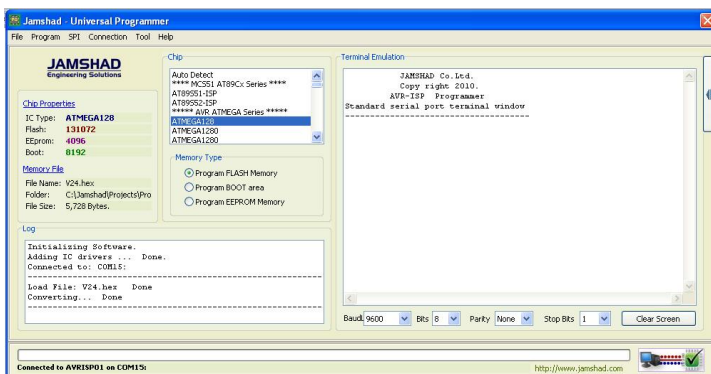 Jamshad - Universal Programmer
File Program SPI Connection Tool Help
JAMSHAD
Engineering Solutions
Chip Properties
IC Type: ATMEGA128
Flash: 131072
EEprom: 4096
Boot: 8192
Memory File
File Name: V24.hex
Folder: C:\Jamshad\Projects\Pro
File Size: 5,728 Bytes.
Chip
Auto Detect
**** MCS51 AT89Cx Series ****
AT89S51-ISP
AT89S52-ISP
***** AVR ATMEGA Series *****
ATMEGA128
ATMEGA1280
ATMEGA1280
Memory Type
Program FLASH Memory
Program BOOT area
Program EEPROM Memory
Log
Initializing Software.
Adding IC drivers ... Done.
Connected to: COM15:
Load File: V24.hex Done
Converting... Done
Terminal Emulation
JAMSHAD Co.Ltd.
Copy right 2010.
AVR-ISP Programmer
Standard serial port terminal window
Baud: 9600 Bits 8 Parity None Stop Bits 1 Clear Screen
Connected to AVRISP01 on COM15:
http://www.jamshad.com